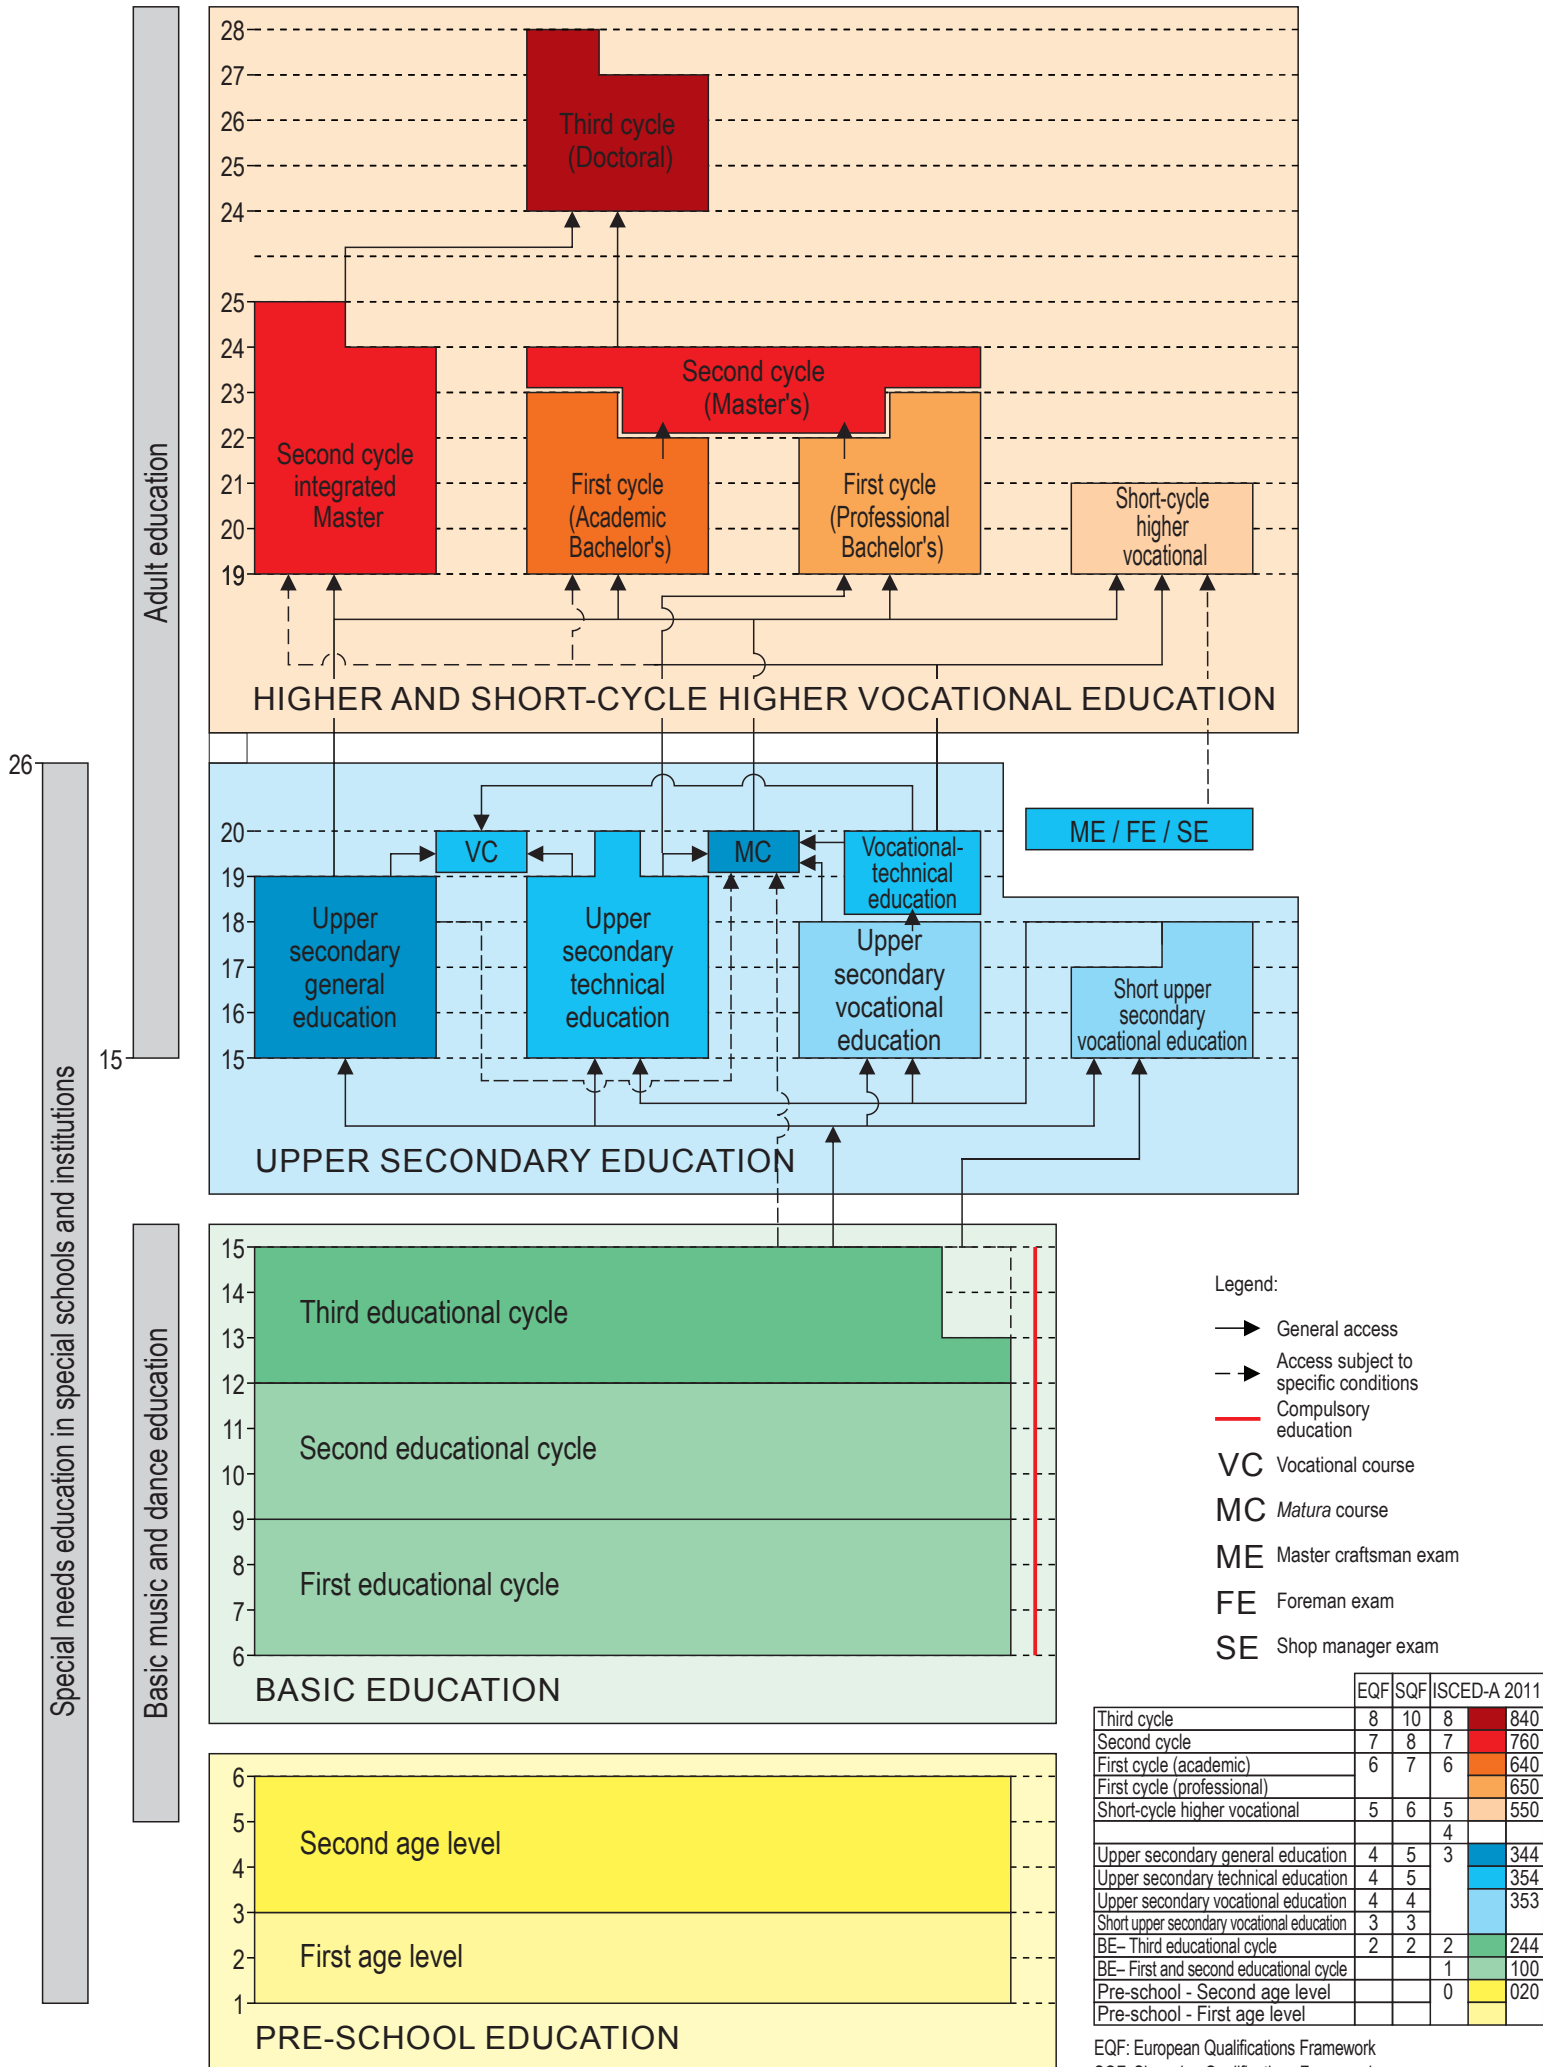 28
27
26
25
24
25
24
23
22
21
20
19
Third cycle
(Doctoral)
Second cycle
(Master's)
Second cycle
integrated
Master
First cycle
(Academic
Bachelor's)
First cycle
(Professional
Bachelor's)
Short-cycle
higher
vocational
HIGHER AND SHORT-CYCLE HIGHER VOCATIONAL EDUCATION
Adult education
15
26
Special needs education in special schools and institutions
Basic music and dance education
20
19
18
17
16
15
VC
MC
Vocational-
technical
education
ME / FE / SE
Upper
secondary
general
education
Upper
secondary
technical
education
Upper
secondary
vocational
education
Short upper
secondary
vocational education
UPPER SECONDARY EDUCATION
15
14
13
12
11
10
9
8
7
6
Third educational cycle
Second educational cycle
First educational cycle
BASIC EDUCATION
6
5
4
3
2
1
Second age level
First age level
PRE-SCHOOL EDUCATION
Legend:
General access
Access subject to
specific conditions
Compulsory
education
VC Vocational course
MC Matura course
ME Master craftsman exam
FE Foreman exam
SE Shop manager exam
EQF SQF ISCED-A 2011
Third cycle 8 10 8 840
Second cycle 7 8 7 760
First cycle (academic) 6 7 6 640
First cycle (professional) 650
Short-cycle higher vocational 5 6 5 550
4
Upper secondary general education 4 5 3 344
Upper secondary technical education 4 5 354
Upper secondary vocational education 4 4 353
Short upper secondary vocational education 3 3
BE– Third educational cycle 2 2 2 244
BE– First and second educational cycle 1 100
Pre-school - Second age level 0 020
Pre-school - First age level
EQF: European Qualifications Framework